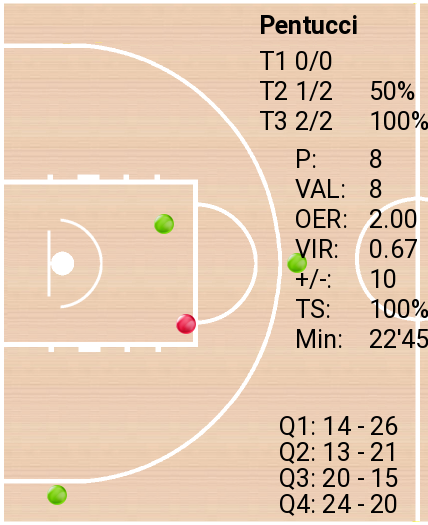 Pentucci
T1 0/0
T2 1/2 50%
T3 2/2 100%
P: 8
VAL: 8
OER: 2.00
VIR: 0.67
+/-: 10
TS: 100%
Min: 22'45
Q1: 14 - 26
Q2: 13 - 21
Q3: 20 - 15
Q4: 24 - 20